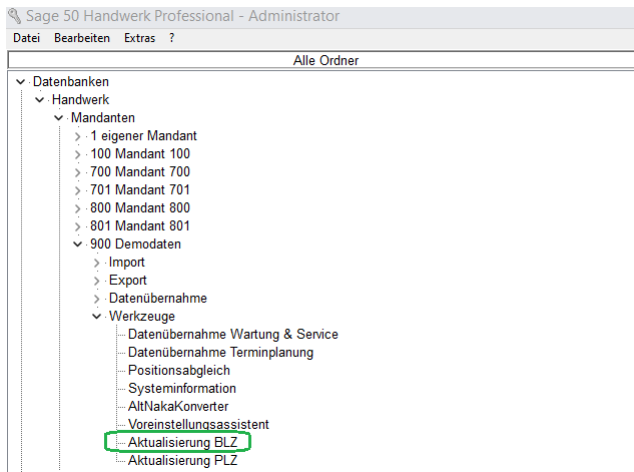 Sage 50 Handwerk Professional - Administrator
Datei Bearbeiten Extras ?
Alle Ordner
Datenbanken
Handwerk
Mandanten
1 eigener Mandant
100 Mandant 100
700 Mandant 700
701 Mandant 701
800 Mandant 800
801 Mandant 801
900 Demodaten
Import
Export
Datenübernahme
Werkzeuge
Datenübernahme Wartung & Service
Datenübernahme Terminplanung
Positionsabgleich
Systeminformation
AltNakaKonverter
Voreinstellungsassistent
Aktualisierung BLZ
Aktualisierung PLZ